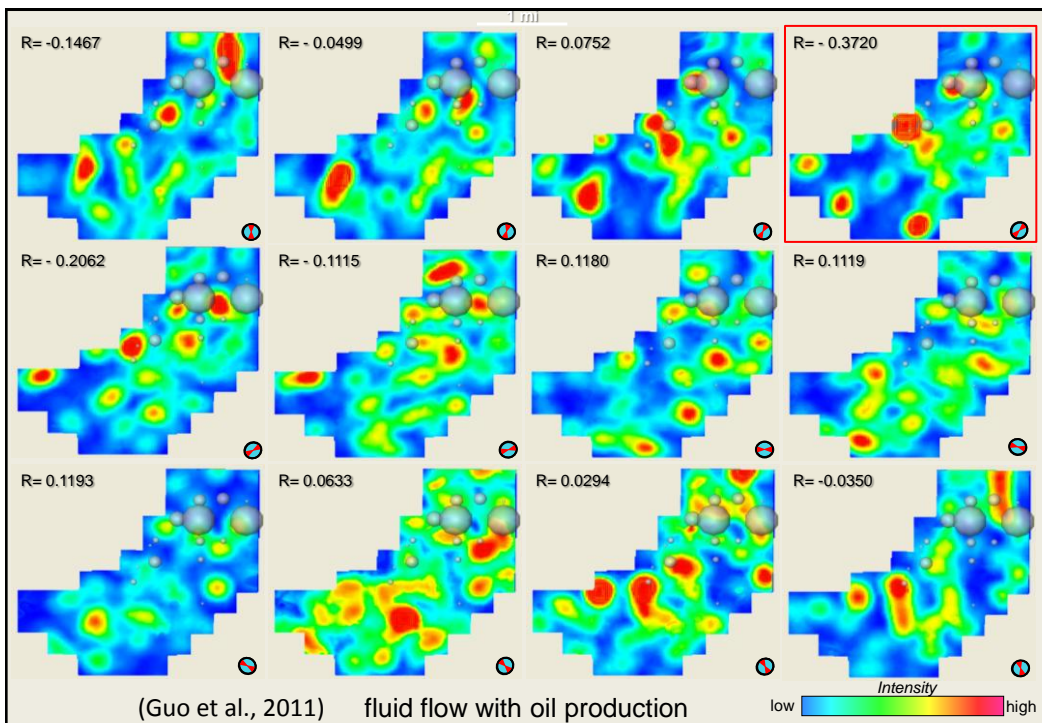 1 mi
R= -0.1467
R= - 0.0499
R= 0.0752
R= - 0.3720
R= - 0.2062
R= - 0.1115
R= 0.1180
R= 0.1119
R= 0.1193
R= 0.0633
R= 0.0294
R= -0.0350
(Guo et al., 2011) fluid flow with oil production
Intensity
low high